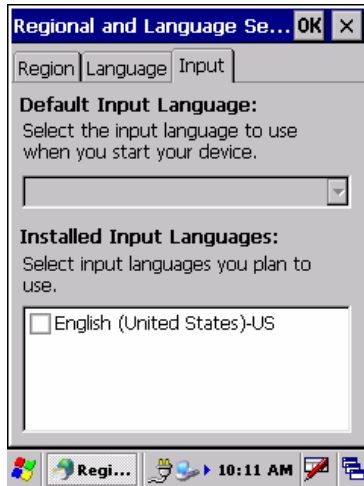 Regional and Language Se... OK ×
Region Language Input
Default Input Language:
Select the input language to use
when you start your device.
Installed Input Languages:
Select input languages you plan to
use.
English (United States)-US
Regi... 10:11 AM